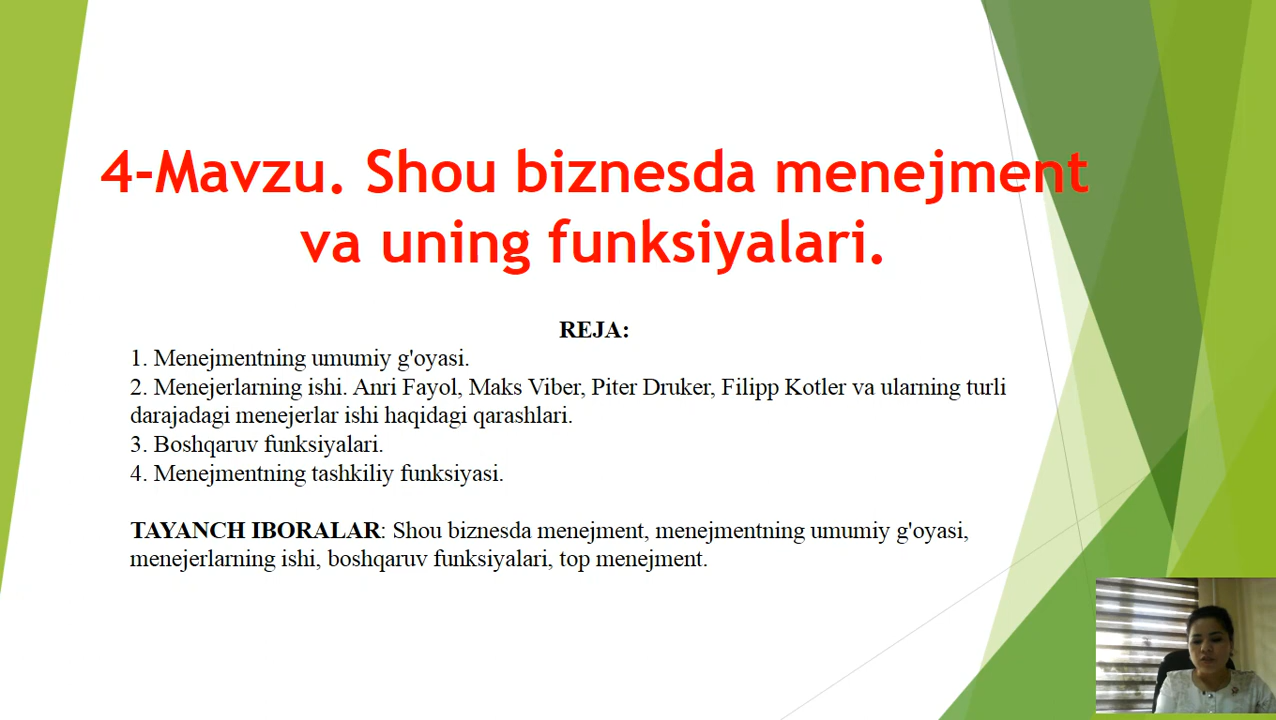 4-Mavzu. Shou biznesda menejment
va uning funksiyalari.
REJA:
1. Menejmentning umumiy g'oyasi.
2. Menejerlarning ishi. Anri Fayol, Maks Viber, Piter Druker, Filipp Kotler va ularning turli
darajadagi menejerlar ishi haqidagi qarashlari.
3. Boshqaruv funksiyalari.
4. Menejmentning tashkiliy funksiyasi.
TAYANCH IBORALAR: Shou biznesda menejment, menejmentning umumiy g'oyasi,
menejerlarning ishi, boshqaruv funksiyalari, top menejment.